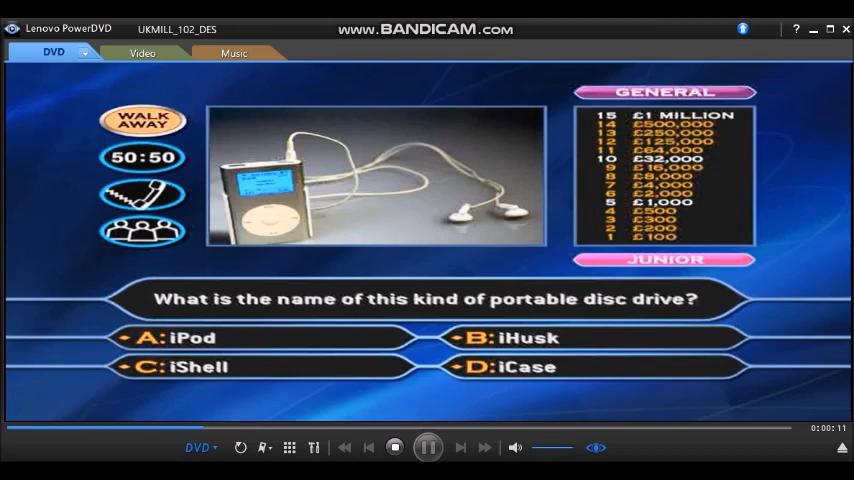 Lenovo PowerDVD
UKMILL_102_DES
www.BANDICAM.com
?
DVD
Video
Music
WALK AWAY
50:50
GENERAL
15 £1 MILLION
14 £500,000
13 £250,000
12 £125,000
11 £64,000
10 £32,000
9 £16,000
8 £8,000
7 £4,000
6 £2,000
5 £1,000
4 £500
3 £300
2 £200
1 £100
JUNIOR
What is the name of this kind of portable disc drive?
A: iPod
B: iHusk
C: iShell
D: iCase
0:00:11
DVD